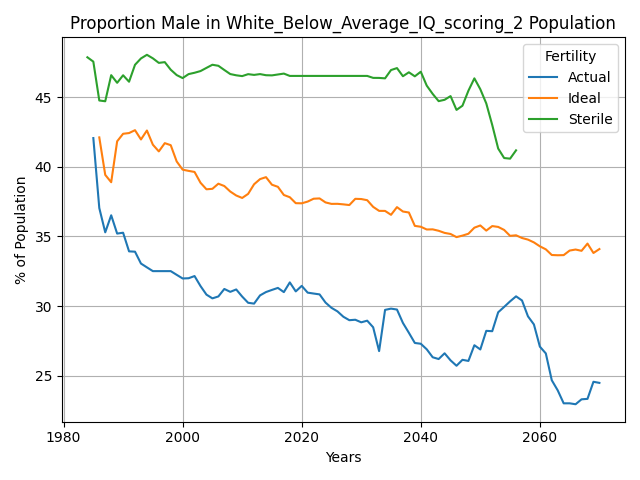 Proportion Male in White_Below_Average_IQ_scoring_2 Population
Fertility
Actual
Ideal
Sterile
% of Population
45
40
35
30
25
1980
2000
2020
2040
2060
Years